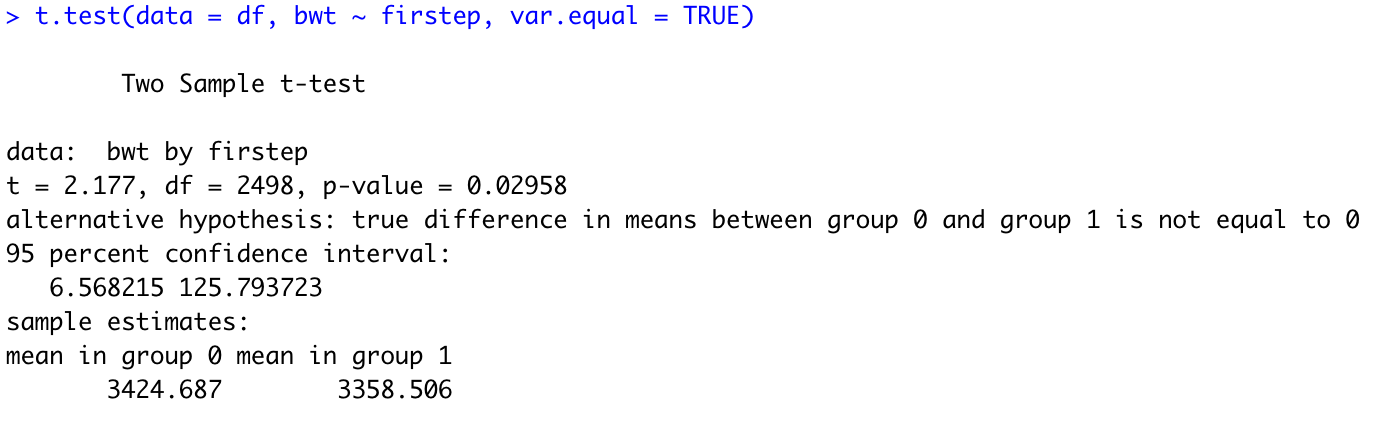 > t.test(data = df, bwt ~ firstep, var.equal = TRUE)
Two Sample t-test
data:  bwt by firstep
t = 2.177, df = 2498, p-value = 0.02958
alternative hypothesis: true difference in means between group 0 and group 1 is not equal to 0
95 percent confidence interval:
6.568215 125.793723
sample estimates:
mean in group 0 mean in group 1
3424.687        3358.506